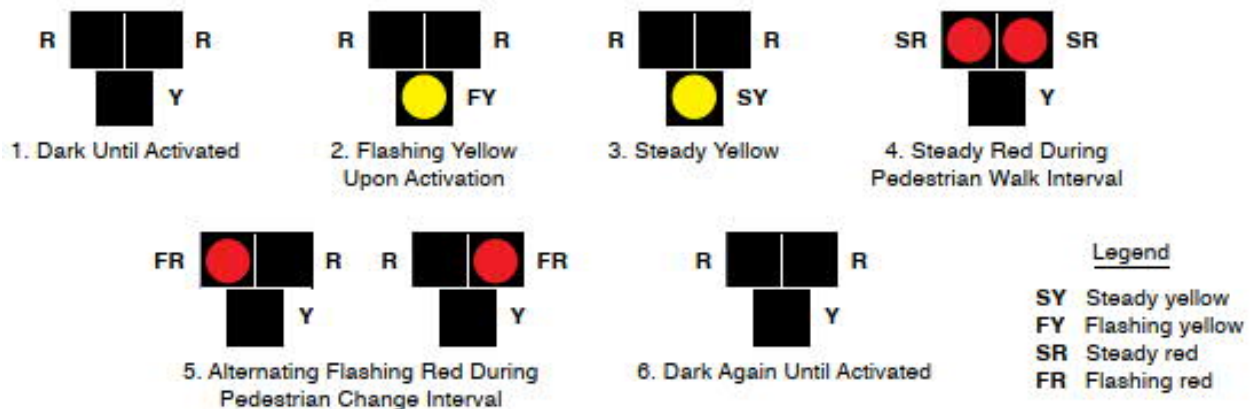 R R
Y
1. Dark Until Activated
R R
FY
2. Flashing Yellow
Upon Activation
R R
SY
3. Steady Yellow
SR SR
Y
4. Steady Red During
Pedestrian Walk Interval
FR R
Y
R FR
Y
5. Alternating Flashing Red During
Pedestrian Change Interval
R R
Y
6. Dark Again Until Activated
Legend
SY Steady yellow
FY Flashing yellow
SR Steady red
FR Flashing red